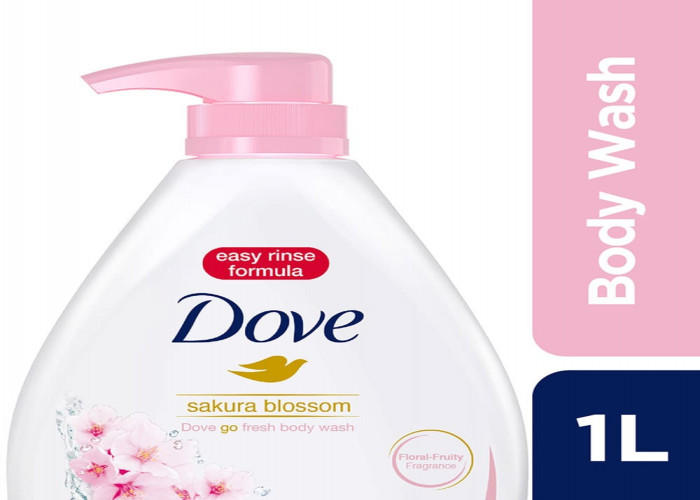 easy rinse
formula
Dove
sakura blossom
Dove go fresh body wash
Floral-Fruity
Fragrance
Body Wash
1L